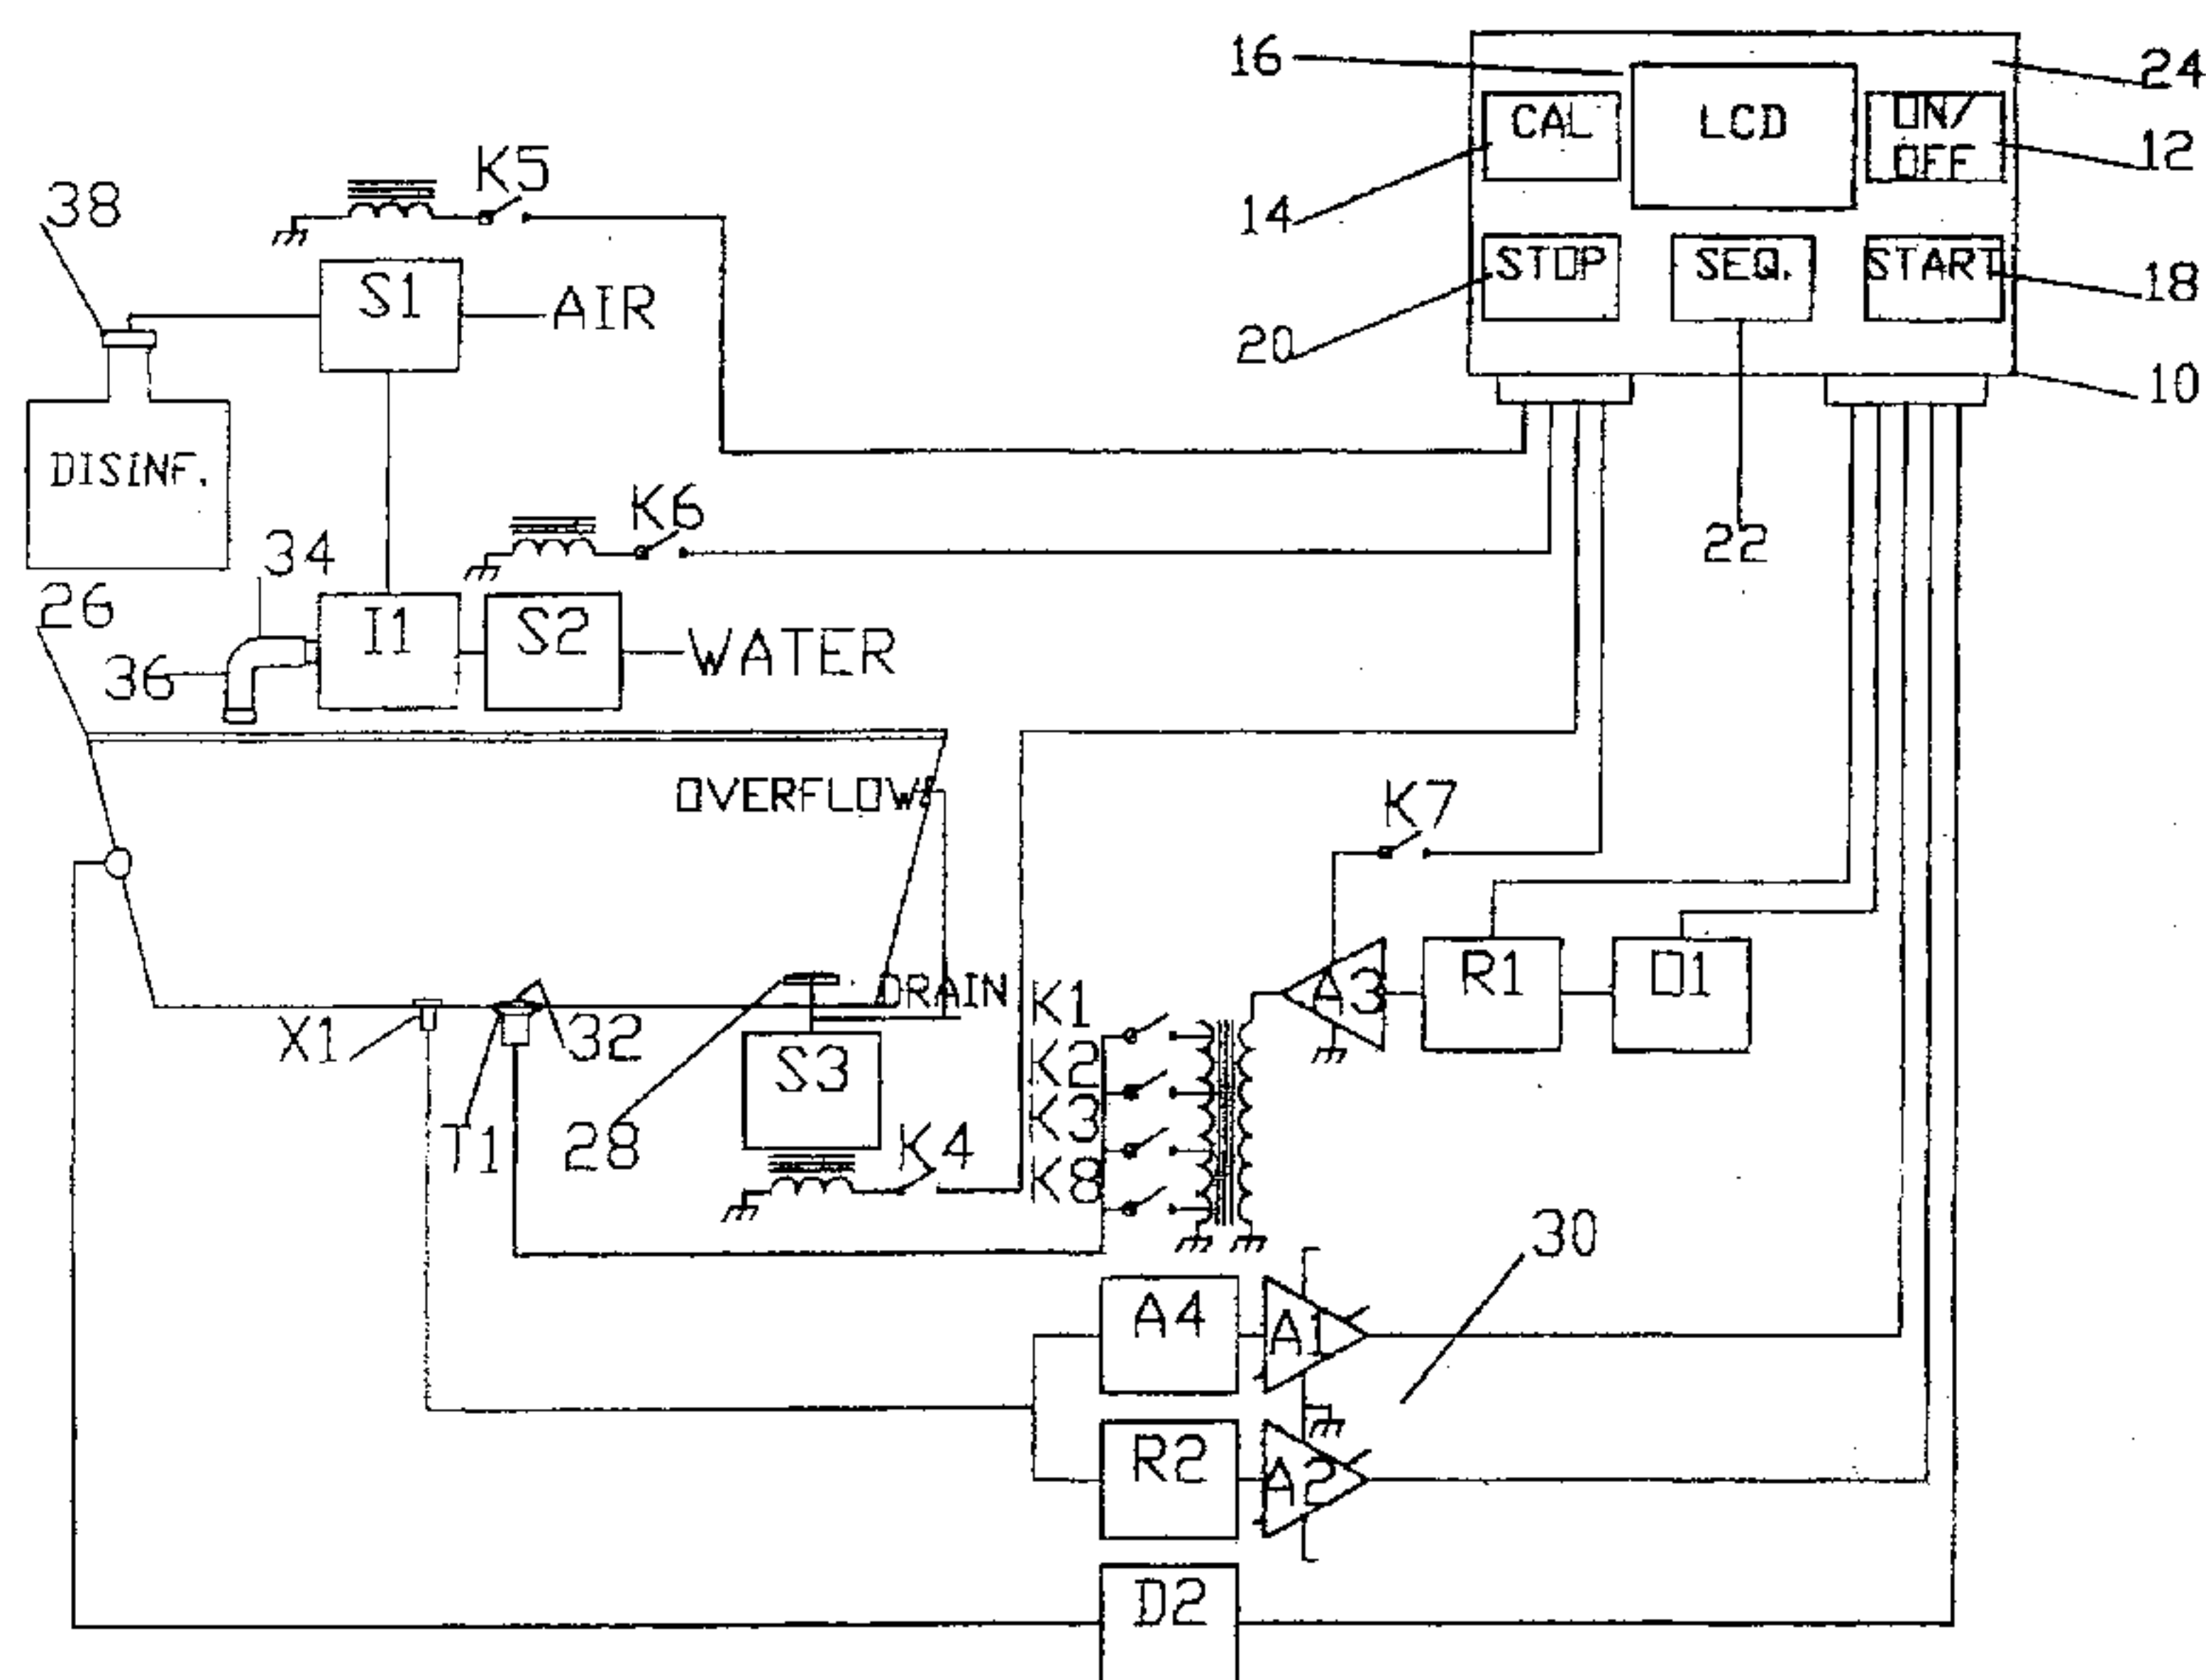 16
24
CAL
LCD
ON/
OFF
12
K5
38
14
S1
AIR
STOP
SEQ.
START
18
20
10
DISINF.
K6
22
34
26
I1
S2
WATER
36
OVERFLOW
K7
DRAIN
A3
R1
D1
K1
X1
32
S3
K2
K3
T1
28
K4
K8
30
A4
A1
R2
A2
D2